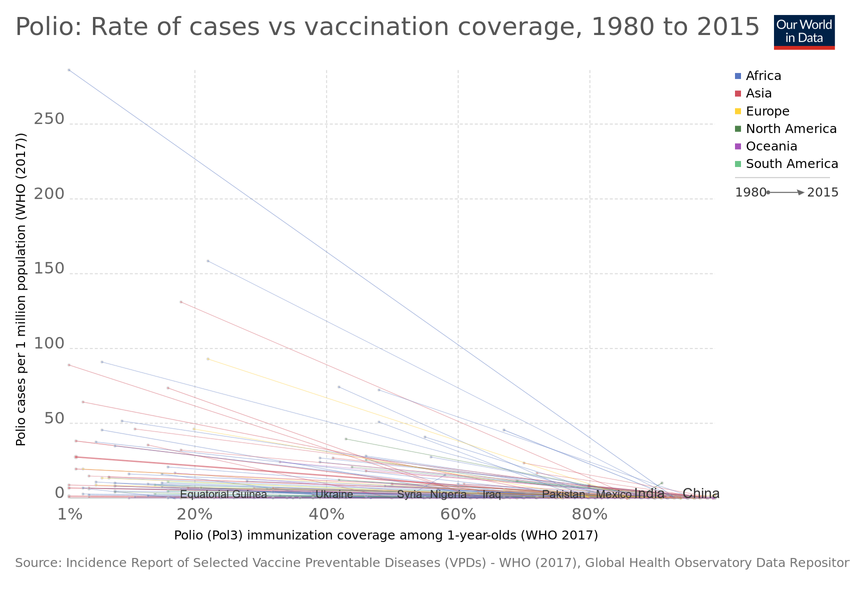 Polio: Rate of cases vs vaccination coverage, 1980 to 2015
Our World
in Data
Africa
Asia
Europe
North America
Oceania
South America
1980 2015
Polio cases per 1 million population (WHO (2017))
250
200
150
100
50
0
Equatorial Guinea Ukraine Syria Nigeria Iraq Pakistan Mexico India China
1% 20% 40% 60% 80%
Polio (Pol3) immunization coverage among 1-year-olds (WHO 2017)
Source: Incidence Report of Selected Vaccine Preventable Diseases (VPDs) - WHO (2017), Global Health Observatory Data Repositor